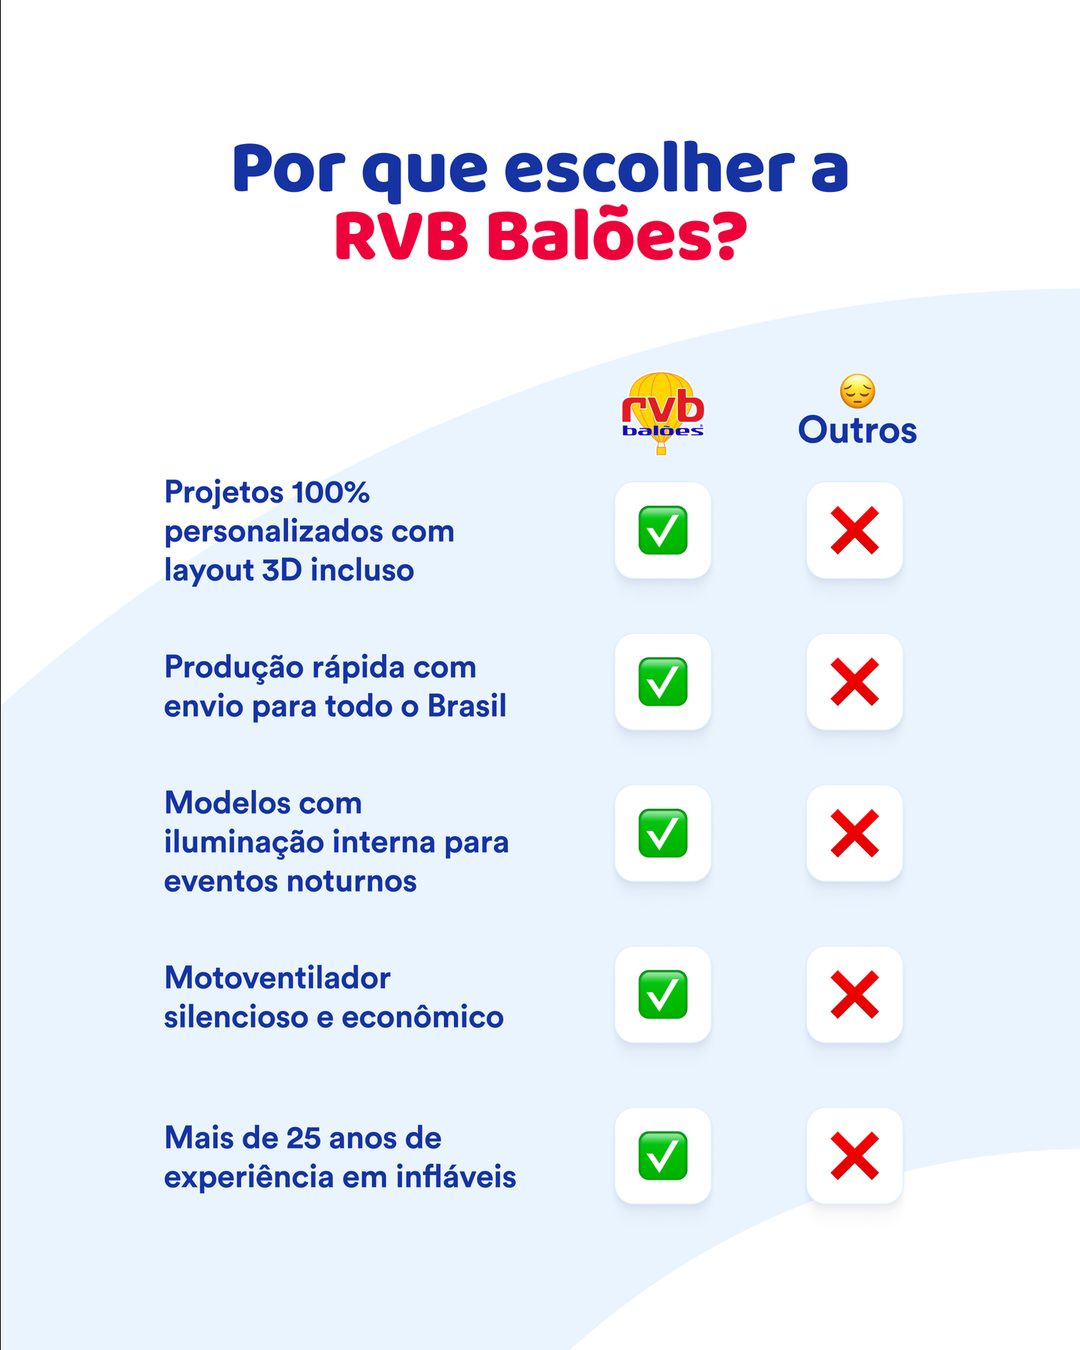 Por que escolher a
RVB Balões?
rvb
balões
Outros
Projetos 100%
personalizados com
layout 3D incluso
Produção rápida com
envio para todo o Brasil
Modelos com
iluminação interna para
eventos noturnos
Motoventilador
silencioso e econômico
Mais de 25 anos de
experiência em infláveis